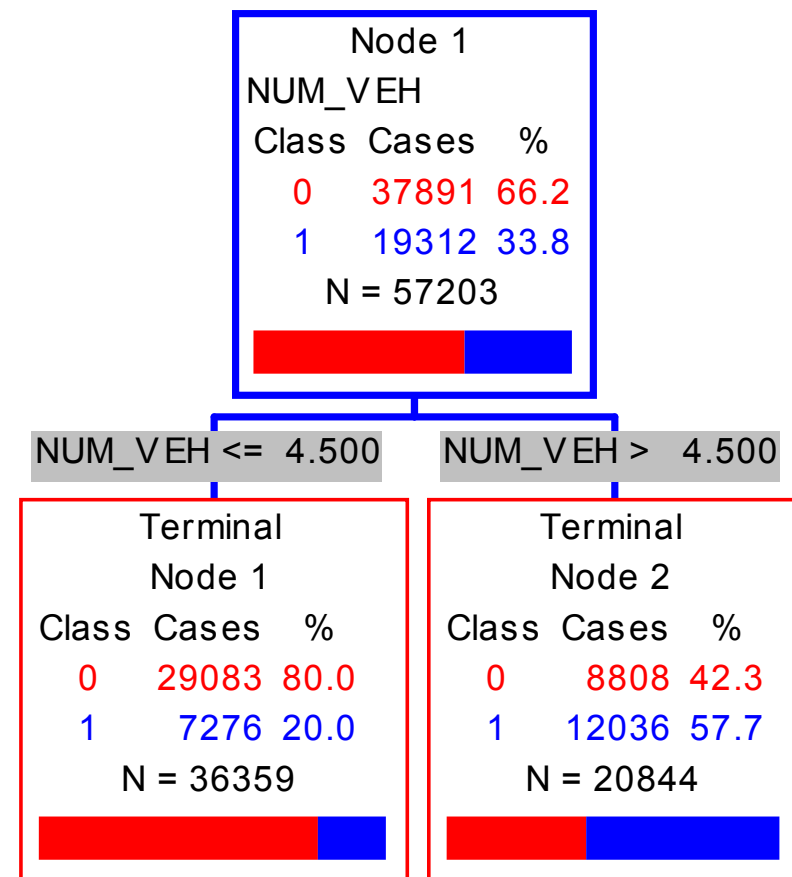 Node 1
NUM_VEH
Class Cases %
0 37891 66.2
1 19312 33.8
N = 57203
NUM_VEH <= 4.500
NUM_VEH > 4.500
Terminal
Node 1
Class Cases %
0 29083 80.0
1 7276 20.0
N = 36359
Terminal
Node 2
Class Cases %
0 8808 42.3
1 12036 57.7
N = 20844